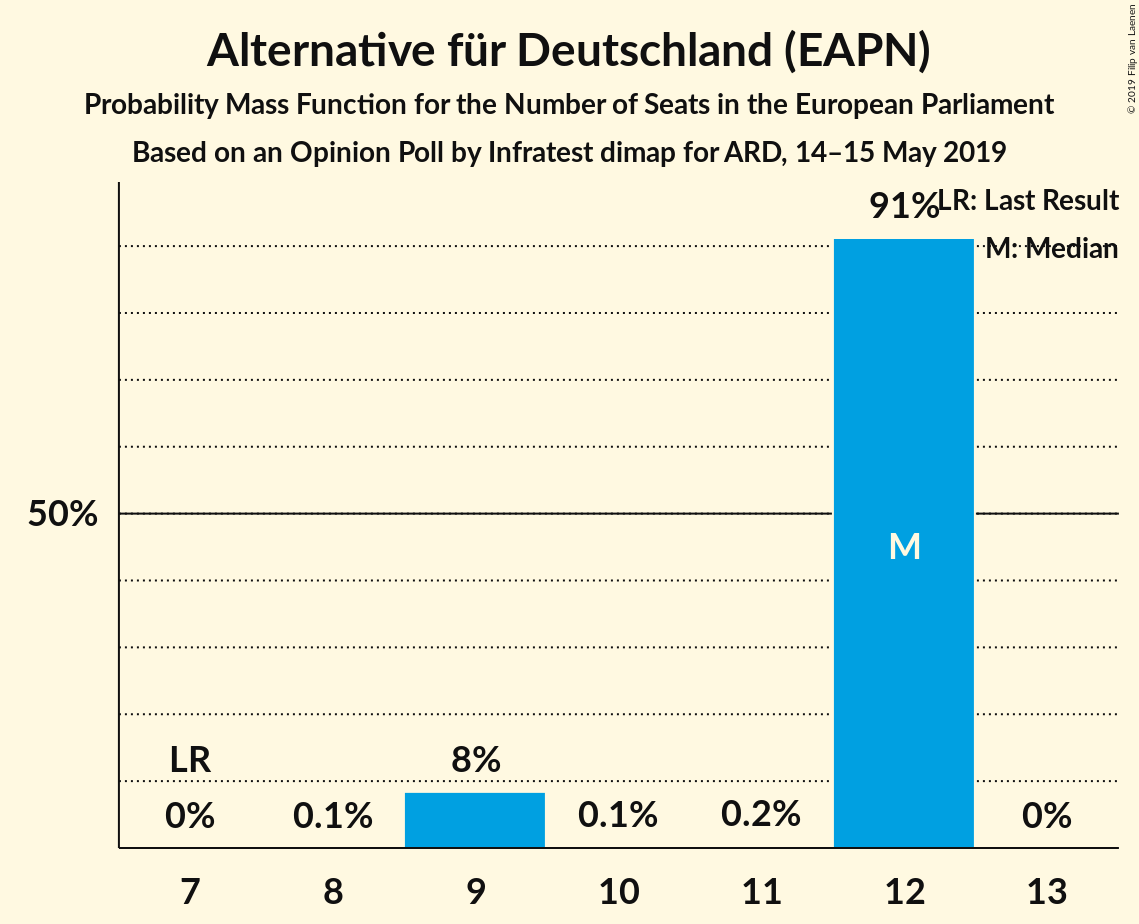 Alternative für Deutschland (EAPN)
Probability Mass Function for the Number of Seats in the European Parliament
Based on an Opinion Poll by Infratest dimap for ARD, 14–15 May 2019
© 2019 Filip van Laenen
LR: Last Result
M: Median
91%
50%
M
LR
8%
0%
0.1%
0.1%
0.2%
0%
7 8 9 10 11 12 13